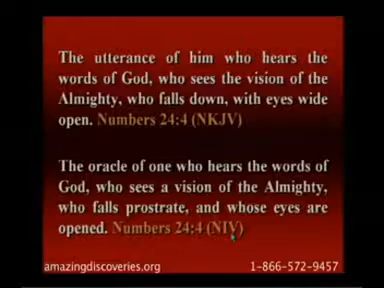 The utterance of him who hears the
words of God, who sees the vision of the
Almighty, who falls down, with eyes wide
open. Numbers 24:4 (NKJV)
The oracle of one who hears the words of
God, who sees a vision of the Almighty,
who falls prostrate, and whose eyes are
opened. Numbers 24:4 (NIV)
amazingdiscoveries.org 1-866-572-9457